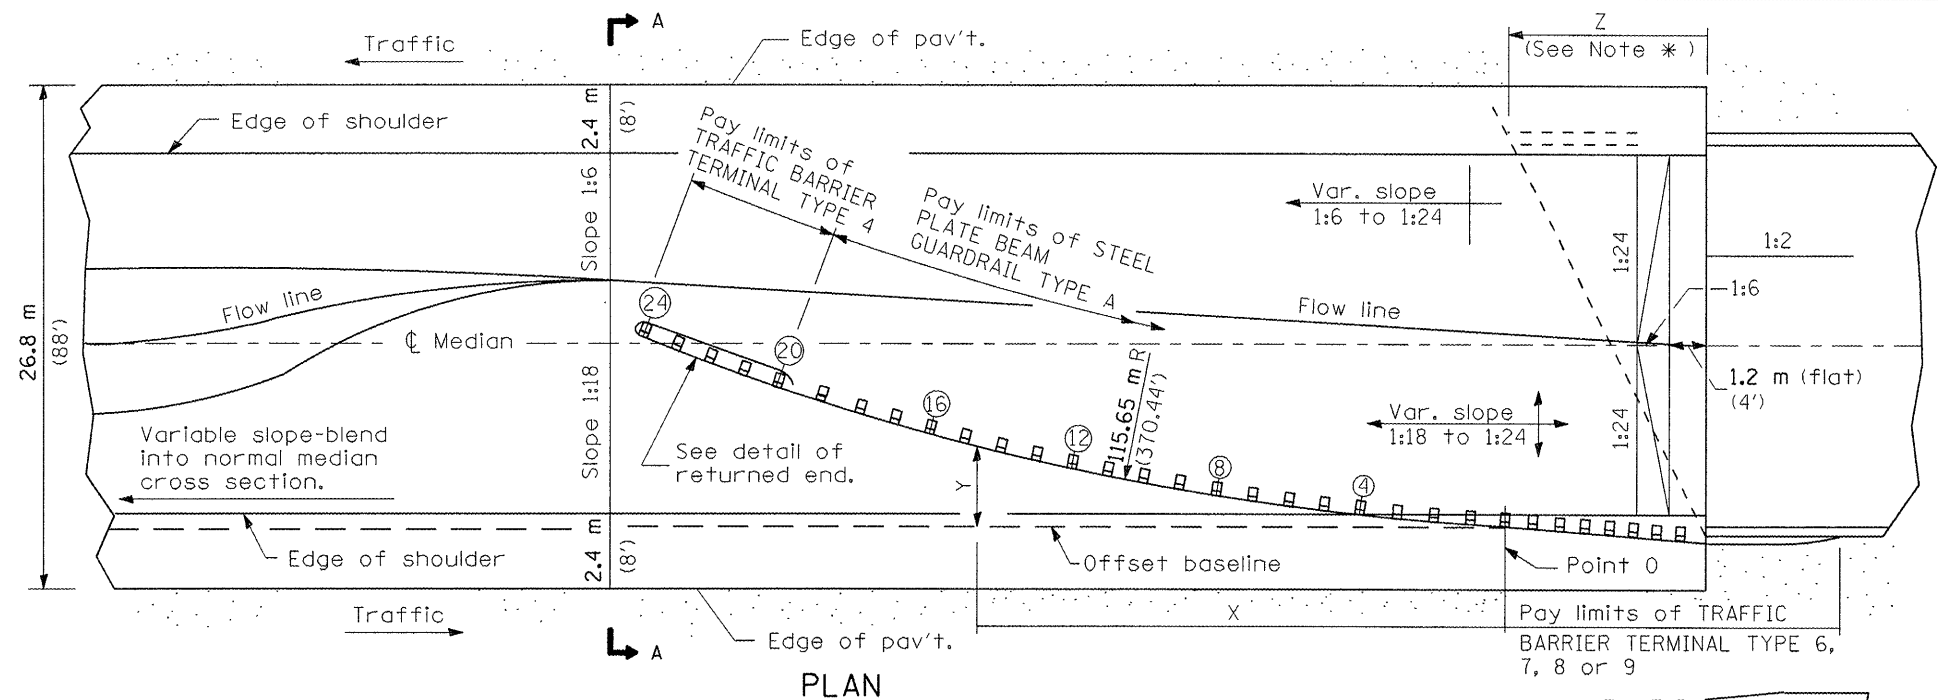 A
Z
(See Note *)
Traffic
Edge of pav't.
2.4 m
(8')
Edge of shoulder
Pay limits of
TRAFFIC BARRIER
TERMINAL TYPE 4
Slope 1:6
Pay limits of STEEL
PLATE BEAM
GUARDRAIL TYPE A
Var. slope
1:6 to 1:24
1:24
1:2
1:6
Flow line
24
Flow line
26.8 m
(88')
℄ Median
20
1.2 m (flat)
(4')
16
115.65 m R
(370.44')
12
Var. slope
1:18 to 1:24
1:24
Slope 1:18
Variable slope-blend
into normal median
cross section.
See detail of
returned end.
8
4
Y
2.4 m
(8')
Edge of shoulder
Offset baseline
Point 0
Traffic
X
Pay limits of TRAFFIC
BARRIER TERMINAL TYPE 6,
7, 8 or 9
A
Edge of pav't.
PLAN